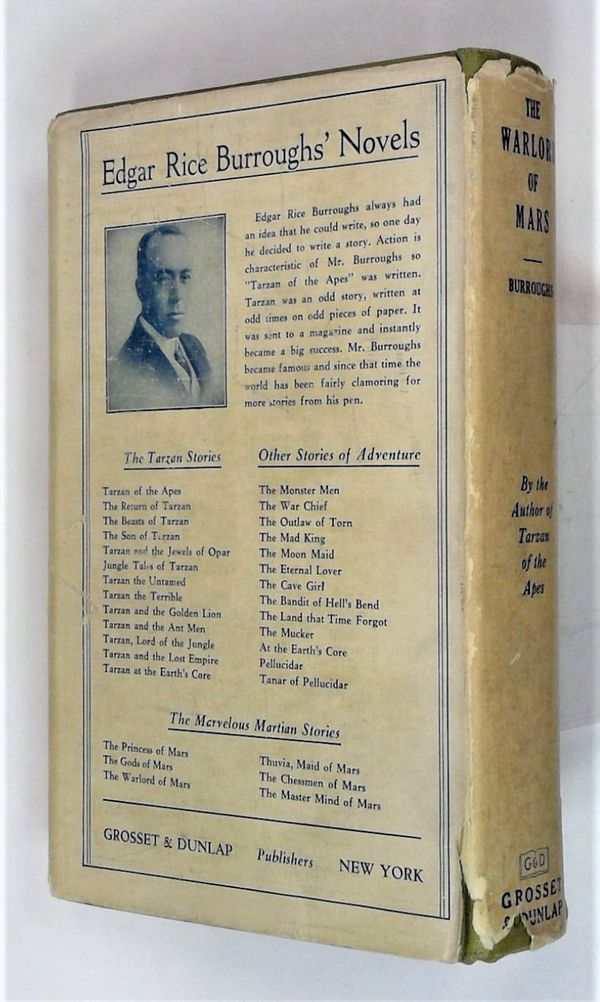 Edgar Rice Burroughs' Novels
Edgar Rice Burroughs always had
an idea that he could write, so one day
he decided to write a story. Action is
characteristic of Mr. Burroughs so
"Tarzan of the Apes" was written.
Tarzan was an odd story, written at
odd times on odd pieces of paper. It
was sent to a magazine and instantly
became a big success. Mr. Burroughs
became famous and since that time the
world has been fairly clamoring for
more stories from his pen.
The Tarzan Stories
Tarzan of the Apes
The Return of Tarzan
The Beasts of Tarzan
The Son of Tarzan
Tarzan and the Jewels of Opar
Jungle Tales of Tarzan
Tarzan the Untamed
Tarzan the Terrible
Tarzan and the Golden Lion
Tarzan and the Ant Men
Tarzan, Lord of the Jungle
Tarzan and the Lost Empire
Tarzan at the Earth's Core
Other Stories of Adventure
The Monster Men
The War Chief
The Outlaw of Torn
The Mad King
The Moon Maid
The Eternal Lover
The Cave Girl
The Bandit of Hell's Bend
The Land that Time Forgot
The Mucker
At the Earth's Core
Pellucidar
Tanar of Pellucidar
The Marvelous Martian Stories
The Princess of Mars
The Gods of Mars
The Warlord of Mars
Thuvia, Maid of Mars
The Chessmen of Mars
The Master Mind of Mars
GROSSET & DUNLAP Publishers NEW YORK
THE
WARLORD
OF
MARS
BURROUGHS
By the
Author of
Tarzan
of the
Apes
G&D
GROSSET
& DUNLAP